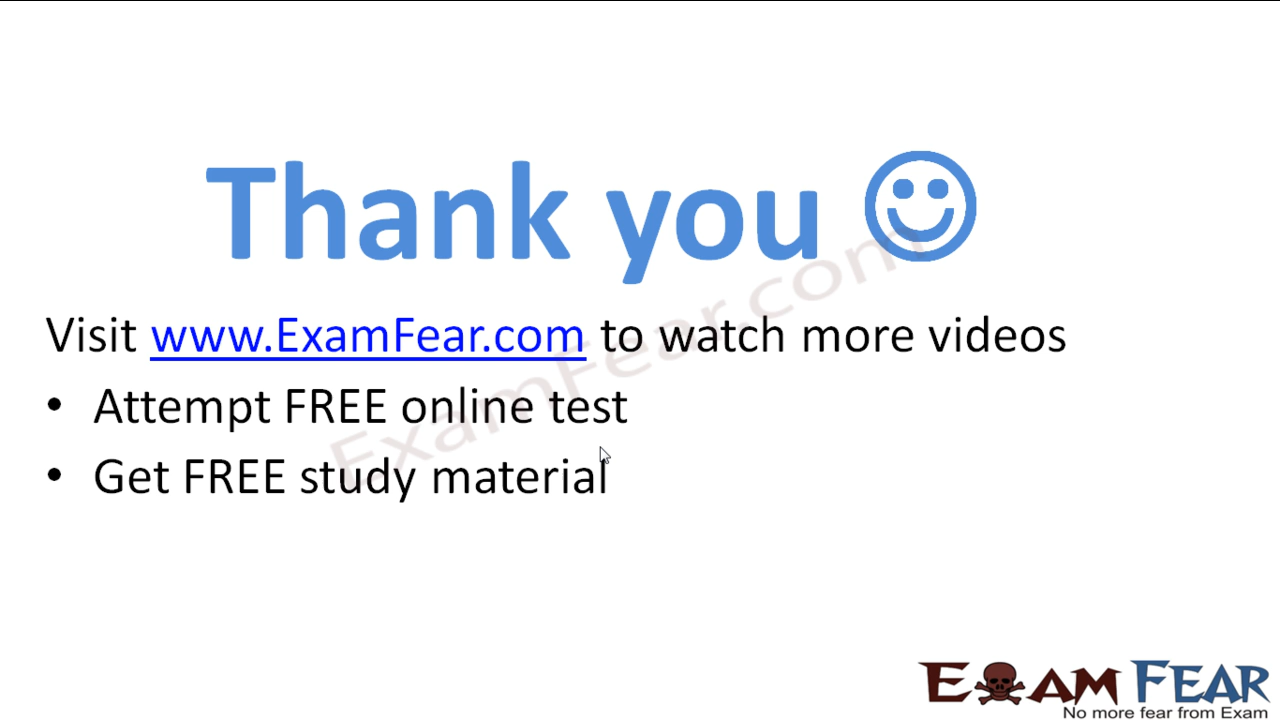 Thank you ☺
Visit www.ExamFear.com to watch more videos
• Attempt FREE online test
• Get FREE study material
ExamFear.com
EXAM FEAR
No more fear from Exam